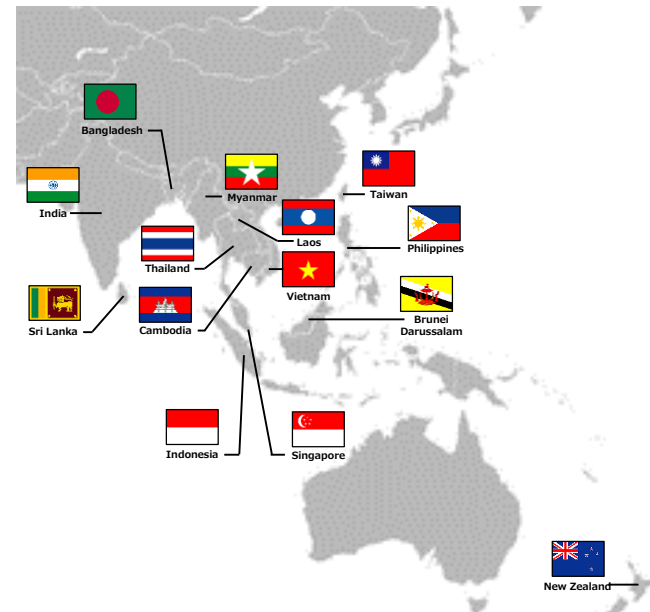 Bangladesh
Myanmar
Taiwan
India
Laos
Philippines
Thailand
Vietnam
Sri Lanka
Cambodia
Brunei
Darussalam
Indonesia
Singapore
New Zealand